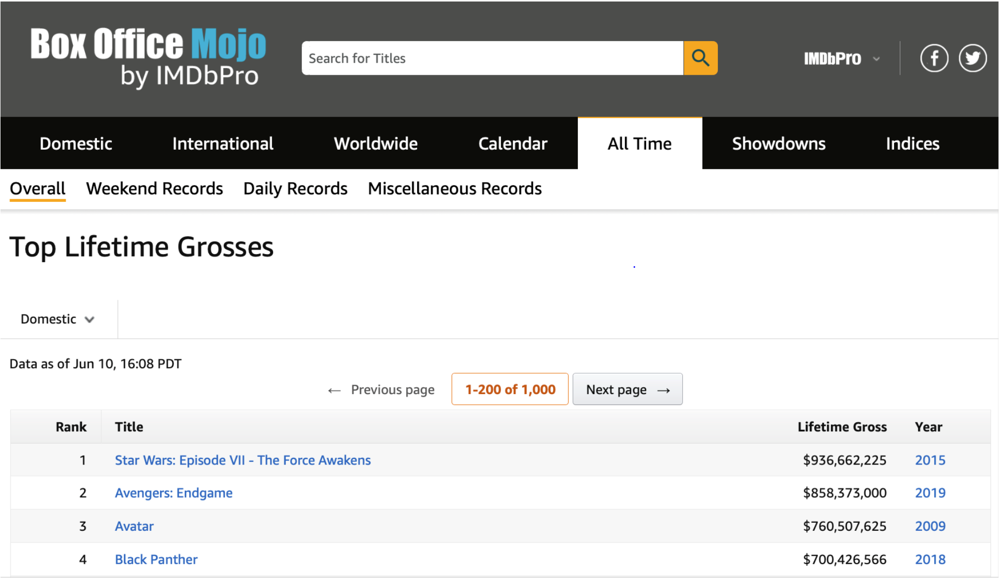 Box Office Mojo
by IMDbPro
Search for Titles
IMDbPro
Domestic International Worldwide Calendar All Time Showdowns Indices
Overall Weekend Records Daily Records Miscellaneous Records
Top Lifetime Grosses
Domestic
Data as of Jun 10, 16:08 PDT
← Previous page 1-200 of 1,000 Next page →
Rank Title Lifetime Gross Year
1 Star Wars: Episode VII - The Force Awakens $936,662,225 2015
2 Avengers: Endgame $858,373,000 2019
3 Avatar $760,507,625 2009
4 Black Panther $700,426,566 2018